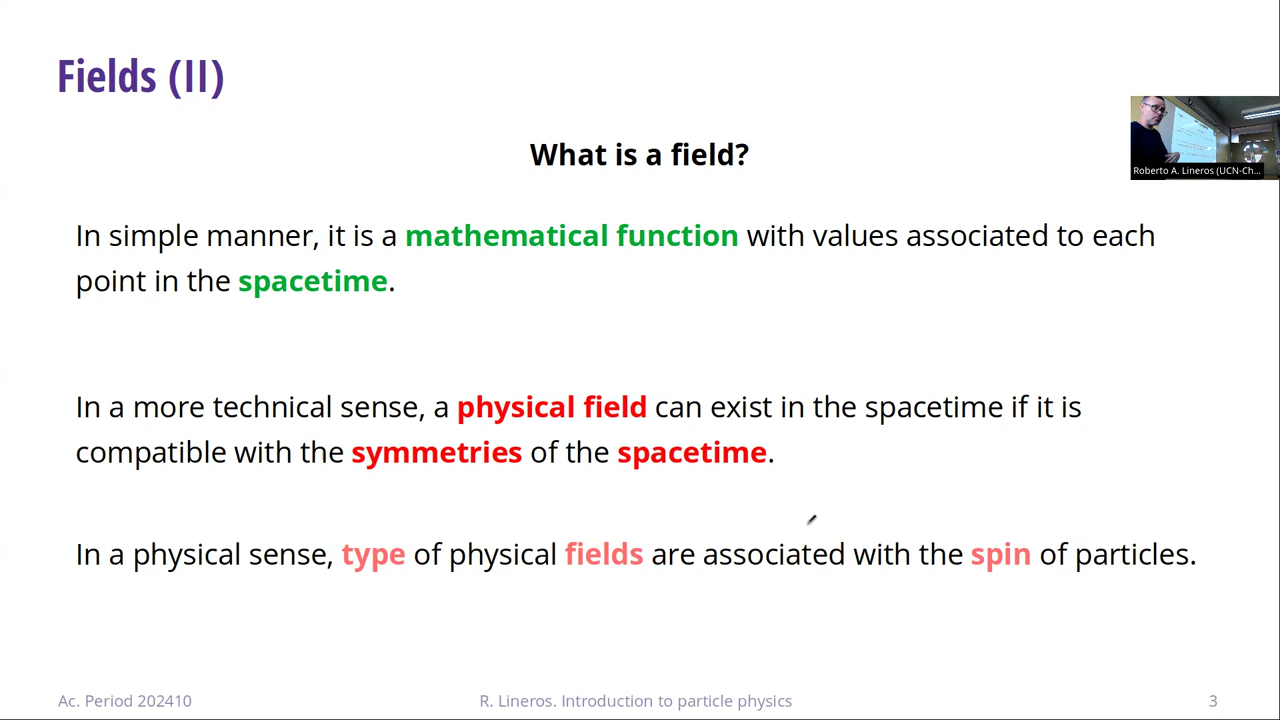 Fields (II)
What is a field?
Roberto A. Lineros (UCN-Ch...
In simple manner, it is a mathematical function with values associated to each
point in the spacetime.
In a more technical sense, a physical field can exist in the spacetime if it is
compatible with the symmetries of the spacetime.
In a physical sense, type of physical fields are associated with the spin of particles.
Ac. Period 202410
R. Lineros. Introduction to particle physics
3